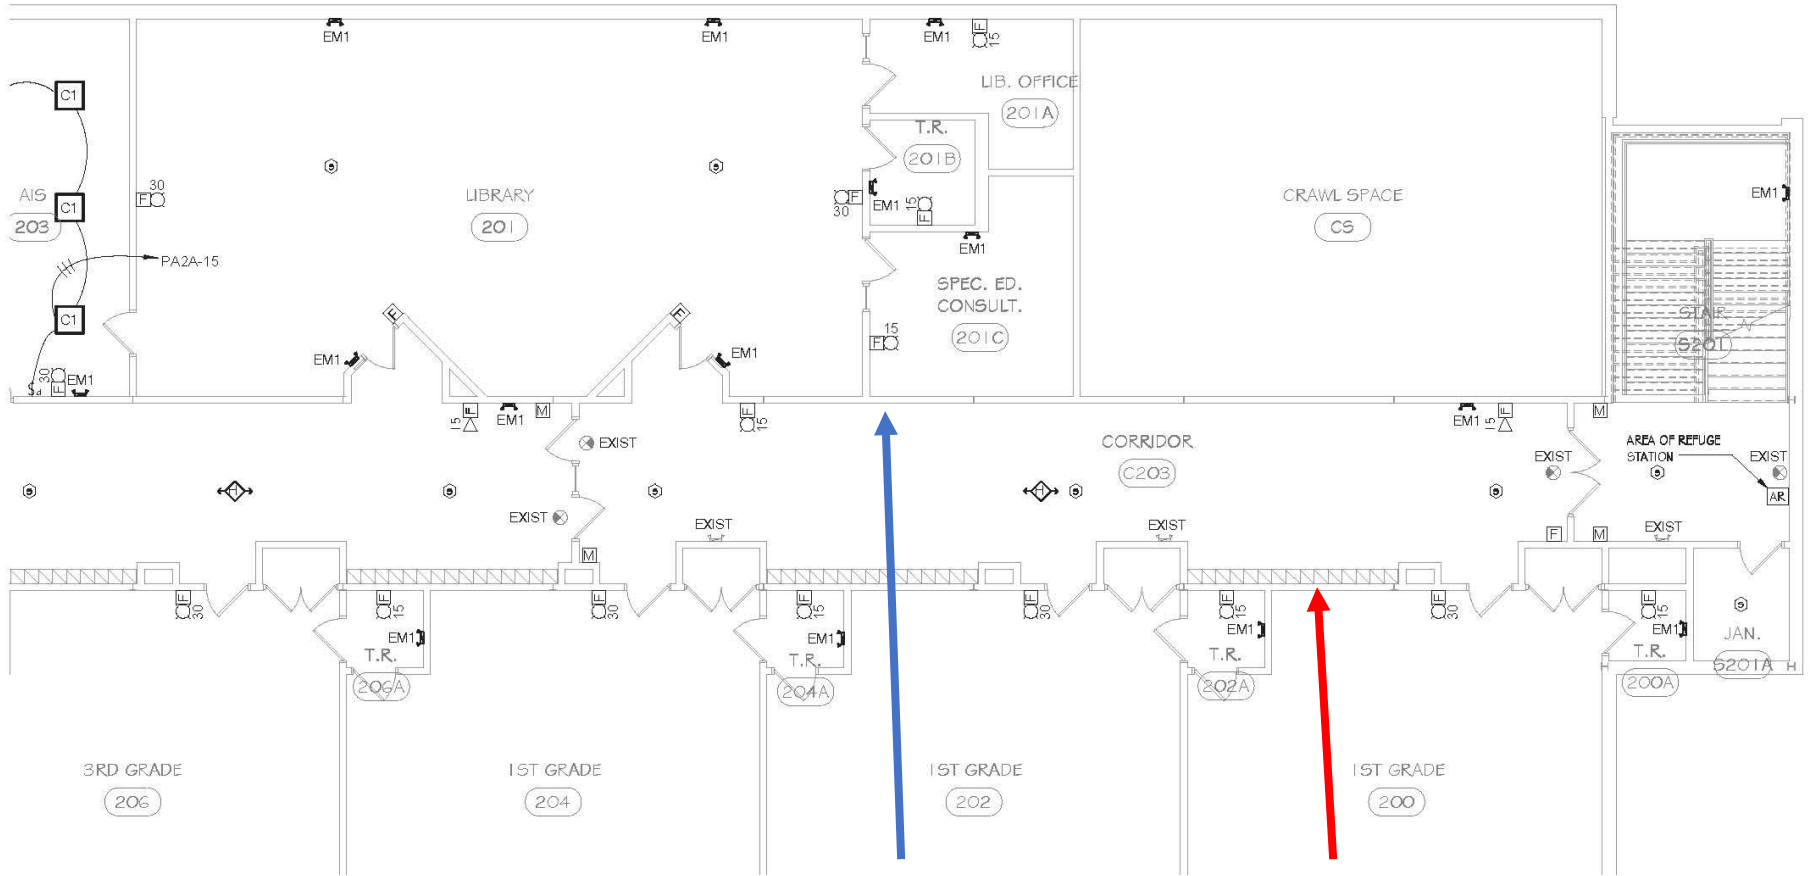 EM1
EM1
EM1
F
15
C1
LIB. OFFICE
201A
T.R.
201B
S
S
30
F
AIS
203
C1
LIBRARY
201
F
30
EM1
15
F
CRAWL SPACE
CS
EM1
EM1
PA2A-15
SPEC. ED.
CONSULT.
201C
C1
F
F
STAIR
S201
15
F
EM1
EM1
30
F
EM1
F
15
EM1
M
F
15
EM1
F
15
M
EXIST
CORRIDOR
C203
AREA OF REFUGE
STATION
EXIST
EXIST
S
H
S
S
H
S
S
S
AR
EXIST
EXIST
EXIST
F
M
EXIST
M
F
30
F
15
F
30
F
15
F
30
F
15
F
30
F
15
S
EM1
EM1
EM1
EM1
JAN.
S201A
T.R.
206A
T.R.
204A
T.R.
202A
T.R.
200A
3RD GRADE
206
1ST GRADE
204
1ST GRADE
202
1ST GRADE
200